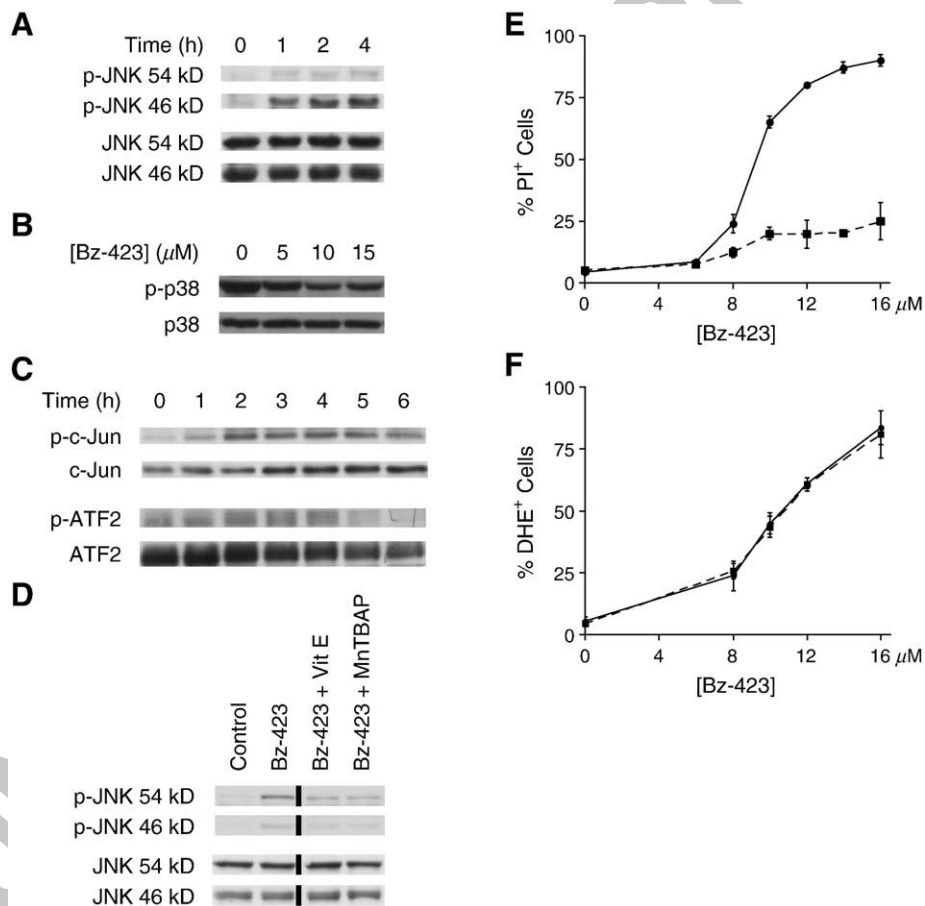 A
Time (h) 0 1 2 4
p-JNK 54 kD
p-JNK 46 kD
JNK 54 kD
JNK 46 kD
B
[Bz-423] (µM) 0 5 10 15
p-p38
p38
C
Time (h) 0 1 2 3 4 5 6
p-c-Jun
c-Jun
p-ATF2
ATF2
D
Control
Bz-423
Bz-423 + Vit E
Bz-423 + MnTBAP
p-JNK 54 kD
p-JNK 46 kD
JNK 54 kD
JNK 46 kD
E
% PI+ Cells
100
75
50
25
0
0 4 8 12 16 µM
[Bz-423]
F
% DHE+ Cells
100
75
50
25
0
0 4 8 12 16 µM
[Bz-423]